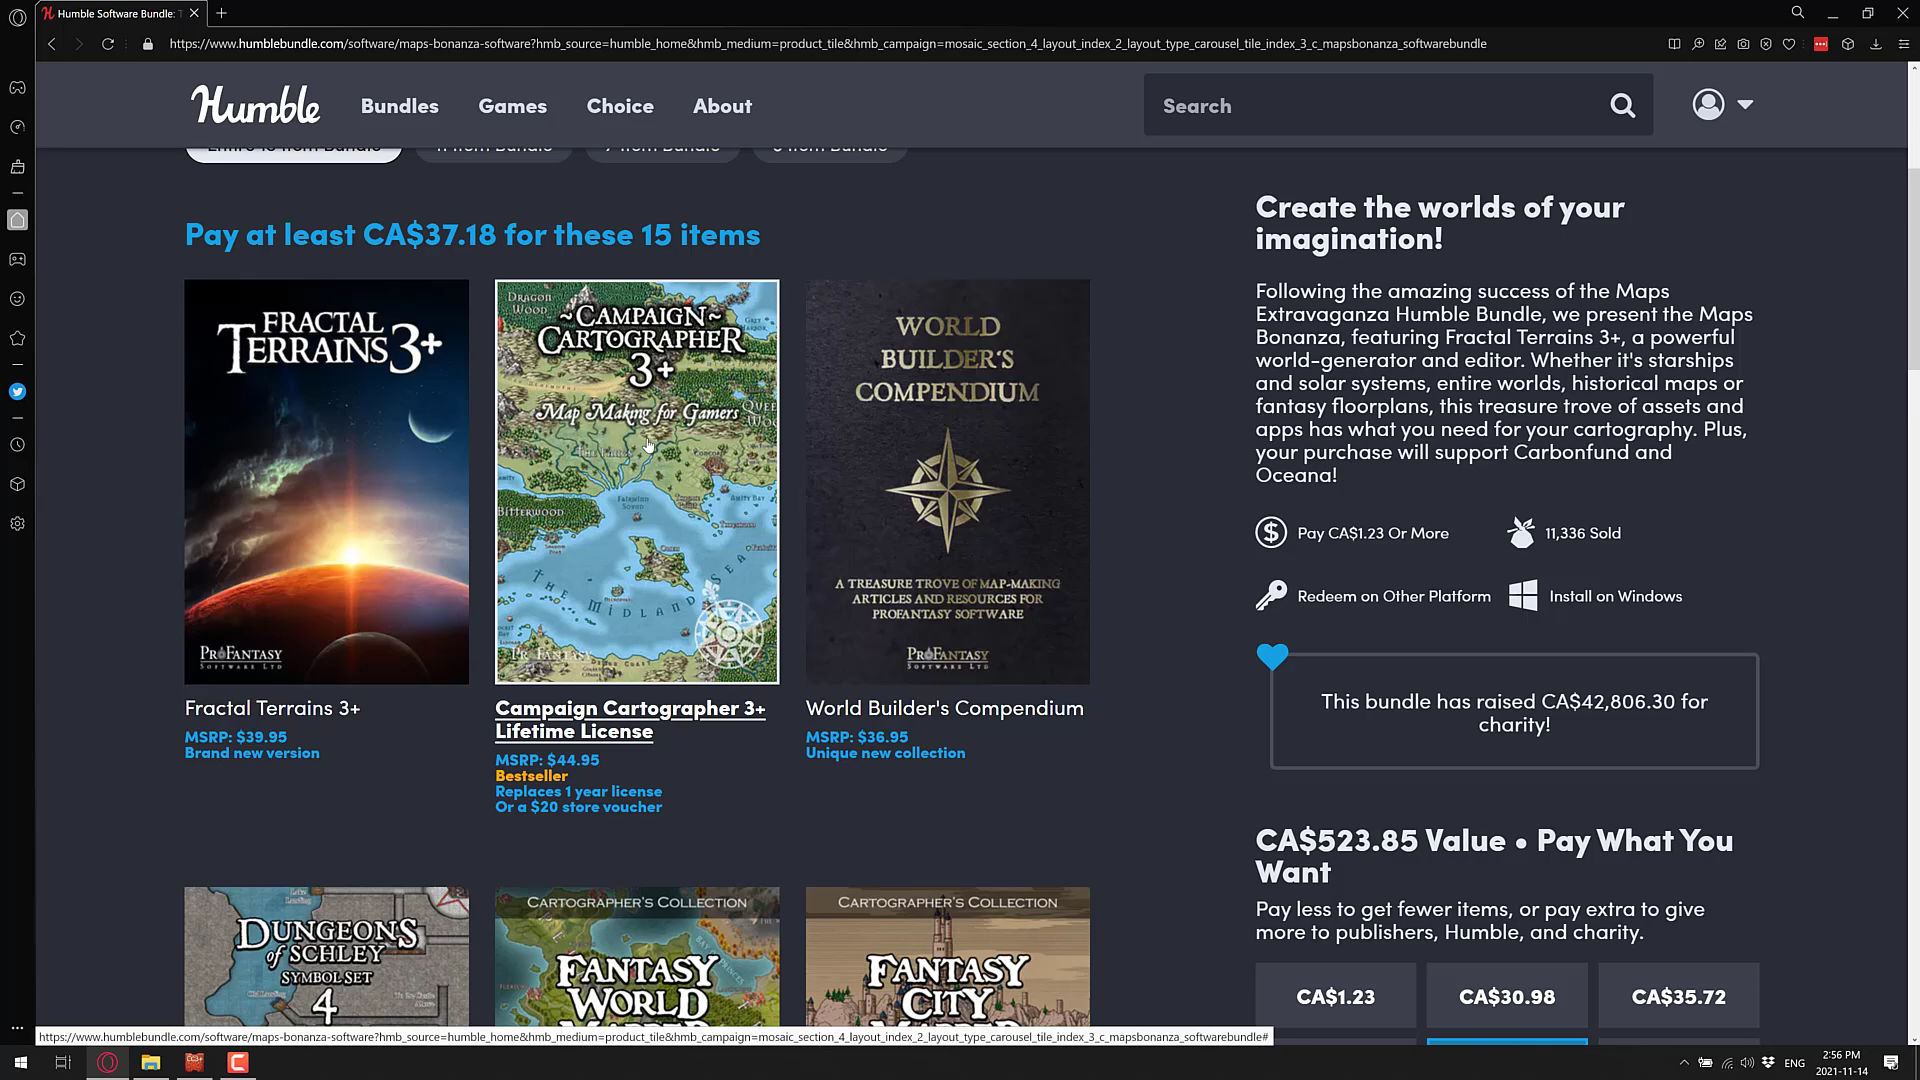 Humble Software Bundle: T
https://www.humblebundle.com/software/maps-bonanza-software?hmb_source=humble_home&hmb_medium=product_tile&hmb_campaign=mosaic_section_4_layout_index_2_layout_type_carousel_tile_index_3_c_mapsbonanza_softwarebundle
Humble
Bundles
Games
Choice
About
Search
Pay at least CA$37.18 for these 15 items
FRACTAL
TERRAINS 3+
PROFANTASY
SOFTWARE LTD
Fractal Terrains 3+
MSRP: $39.95
Brand new version
DRAGON
WOOD
GREY
HARBOR
~CAMPAIGN~
CARTOGRAPHER
3+
Map Making for Gamers
BITTERWOOD
THE MIDLAND SEA
Campaign Cartographer 3+
Lifetime License
MSRP: $44.95
Bestseller
Replaces 1 year license
Or a $20 store voucher
WORLD
BUILDER'S
COMPENDIUM
A TREASURE TROVE OF MAP-MAKING
ARTICLES AND RESOURCES FOR
PROFANTASY SOFTWARE
PROFANTASY
SOFTWARE LTD
World Builder's Compendium
MSRP: $36.95
Unique new collection
DUNGEONS
OF SCHLEY
SYMBOL SET
4
CARTOGRAPHER'S COLLECTION
FANTASY
WORLD
CARTOGRAPHER'S COLLECTION
FANTASY
CITY
Create the worlds of your
imagination!
Following the amazing success of the Maps
Extravaganza Humble Bundle, we present the Maps
Bonanza, featuring Fractal Terrains 3+, a powerful
world-generator and editor. Whether it's starships
and solar systems, entire worlds, historical maps or
fantasy floorplans, this treasure trove of assets and
apps has what you need for your cartography. Plus,
your purchase will support Carbonfund and
Oceana!
Pay CA$1.23 Or More
11,336 Sold
Redeem on Other Platform
Install on Windows
This bundle has raised CA$42,806.30 for
charity!
CA$523.85 Value • Pay What You
Want
Pay less to get fewer items, or pay extra to give
more to publishers, Humble, and charity.
CA$1.23
CA$30.98
CA$35.72
https://www.humblebundle.com/software/maps-bonanza-software?hmb_source=humble_home&hmb_medium=product_tile&hmb_campaign=mosaic_section_4_layout_index_2_layout_type_carousel_tile_index_3_c_mapsbonanza_softwarebundle#
CC3+
ENG
2:56 PM
2021-11-14